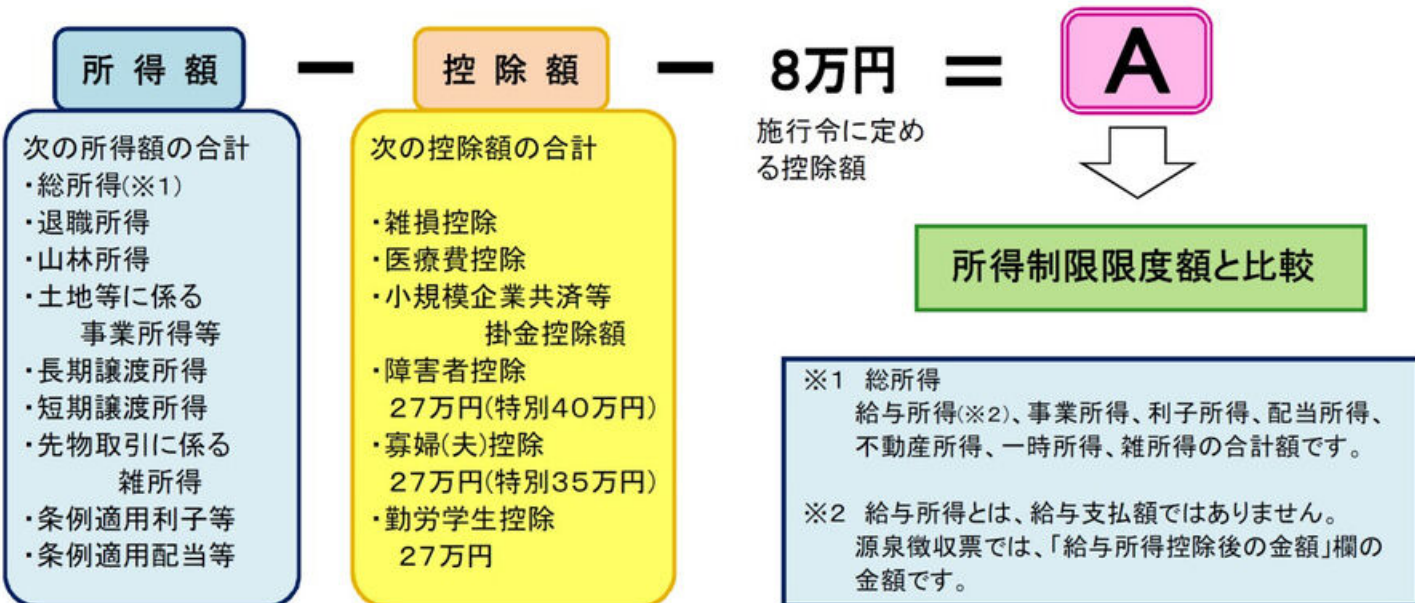 所得額 － 控除額 － 8万円 ＝ A
次の所得額の合計
・総所得(※1)
・退職所得
・山林所得
・土地等に係る
事業所得等
・長期譲渡所得
・短期譲渡所得
・先物取引に係る
雑所得
・条例適用利子等
・条例適用配当等
次の控除額の合計
・雑損控除
・医療費控除
・小規模企業共済等
掛金控除額
・障害者控除
27万円(特別40万円)
・寡婦(夫)控除
27万円(特別35万円)
・勤労学生控除
27万円
施行令に定め
る控除額
所得制限限度額と比較
※1 総所得
給与所得(※2)、事業所得、利子所得、配当所得、
不動産所得、一時所得、雑所得の合計額です。
※2 給与所得とは、給与支払額ではありません。
源泉徴収票では、「給与所得控除後の金額」欄の
金額です。